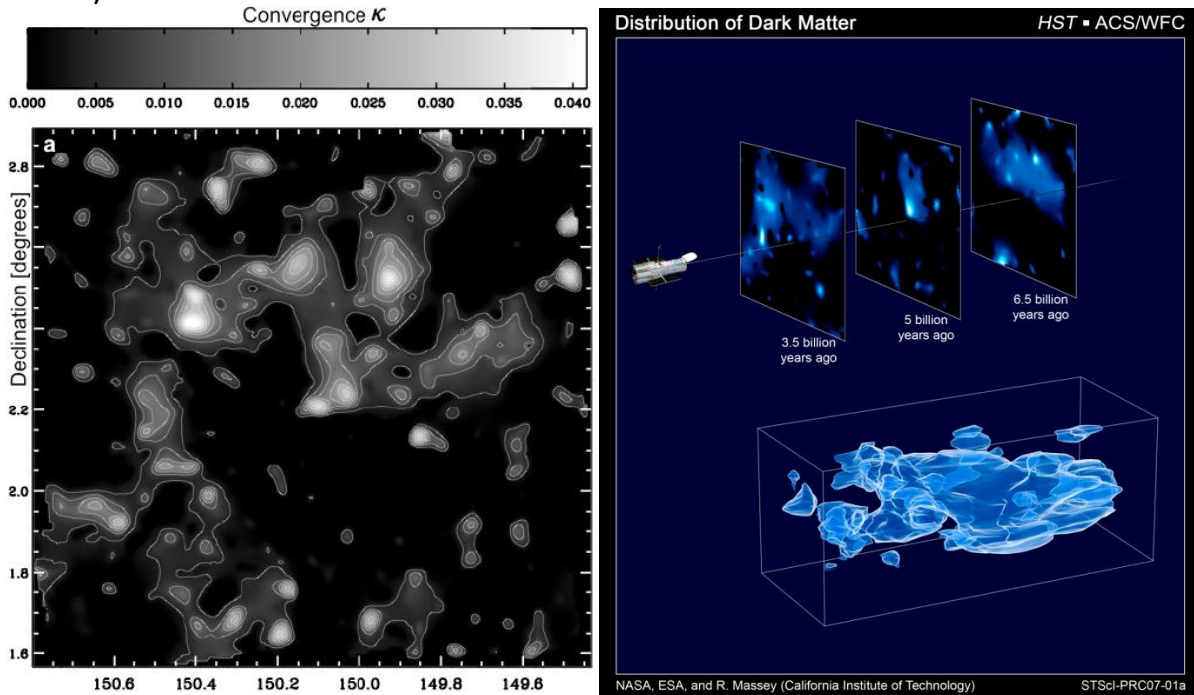 Convergence κ
0.000 0.005 0.010 0.015 0.020 0.025 0.030 0.035 0.040
a
2.8
2.6
2.4
2.2
2.0
1.8
1.6
Declination [degrees]
150.6 150.4 150.2 150.0 149.8 149.6
Distribution of Dark Matter
HST ▪ ACS/WFC
3.5 billion
years ago
5 billion
years ago
6.5 billion
years ago
NASA, ESA, and R. Massey (California Institute of Technology)
STScI-PRC07-01a